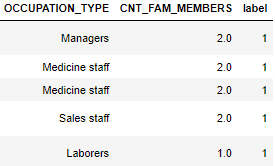 OCCUPATION_TYPE CNT_FAM_MEMBERS label
Managers 2.0 1
Medicine staff 2.0 1
Medicine staff 2.0 1
Sales staff 2.0 1
Laborers 1.0 1